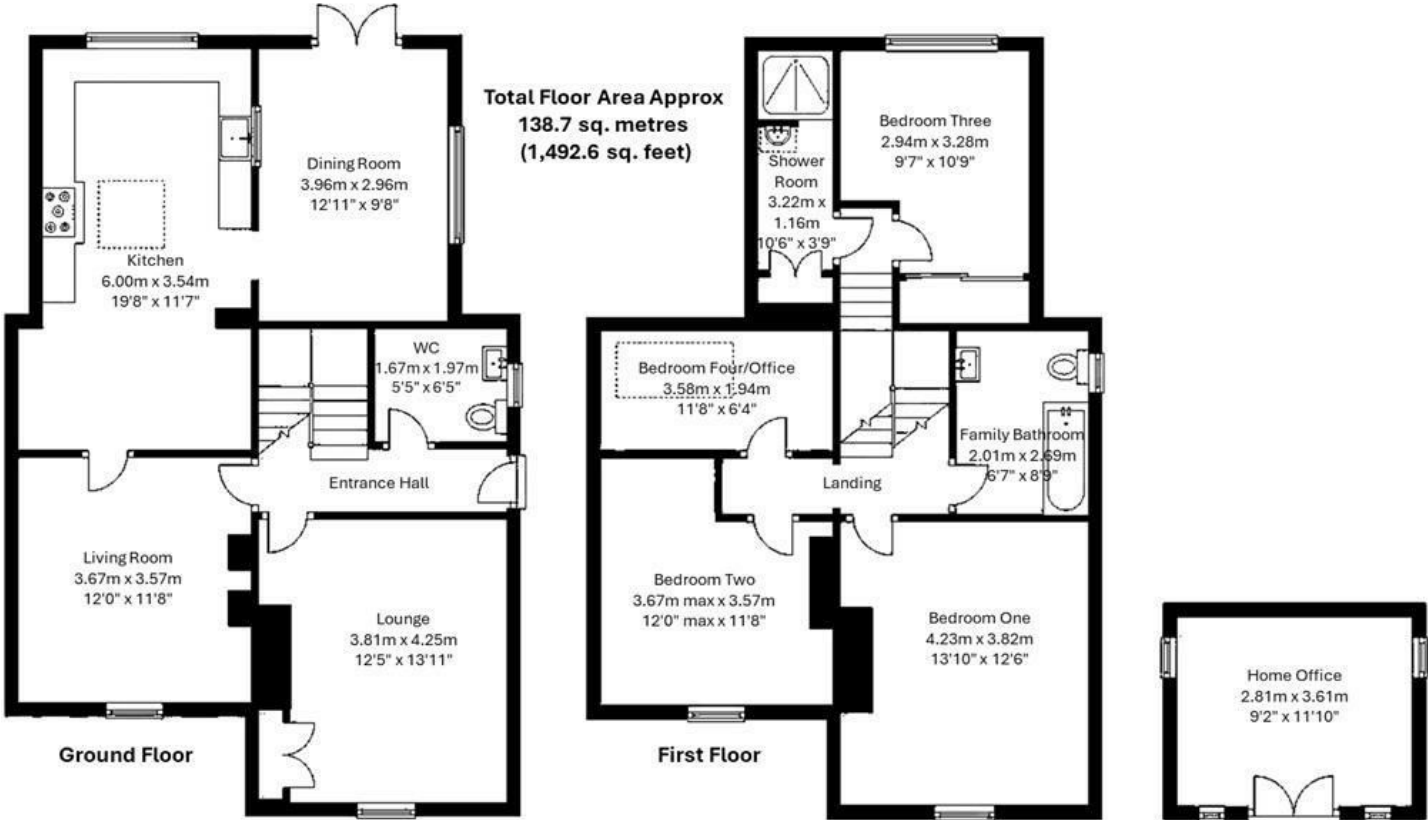 Total Floor Area Approx
138.7 sq. metres
(1,492.6 sq. feet)
Dining Room
3.96m x 2.96m
12'11" x 9'8"
Kitchen
6.00m x 3.54m
19'8" x 11'7"
WC
1.67m x 1.97m
5'5" x 6'5"
Entrance Hall
Living Room
3.67m x 3.57m
12'0" x 11'8"
Lounge
3.81m x 4.25m
12'5" x 13'11"
Ground Floor
Bedroom Three
2.94m x 3.28m
9'7" x 10'9"
Shower
Room
3.22m x
1.16m
10'6" x 3'9"
Bedroom Four/Office
3.58m x 1.94m
11'8" x 6'4"
Family Bathroom
2.01m x 2.69m
6'7" x 8'9"
Landing
Bedroom Two
3.67m max x 3.57m
12'0" max x 11'8"
Bedroom One
4.23m x 3.82m
13'10" x 12'6"
First Floor
Home Office
2.81m x 3.61m
9'2" x 11'10"